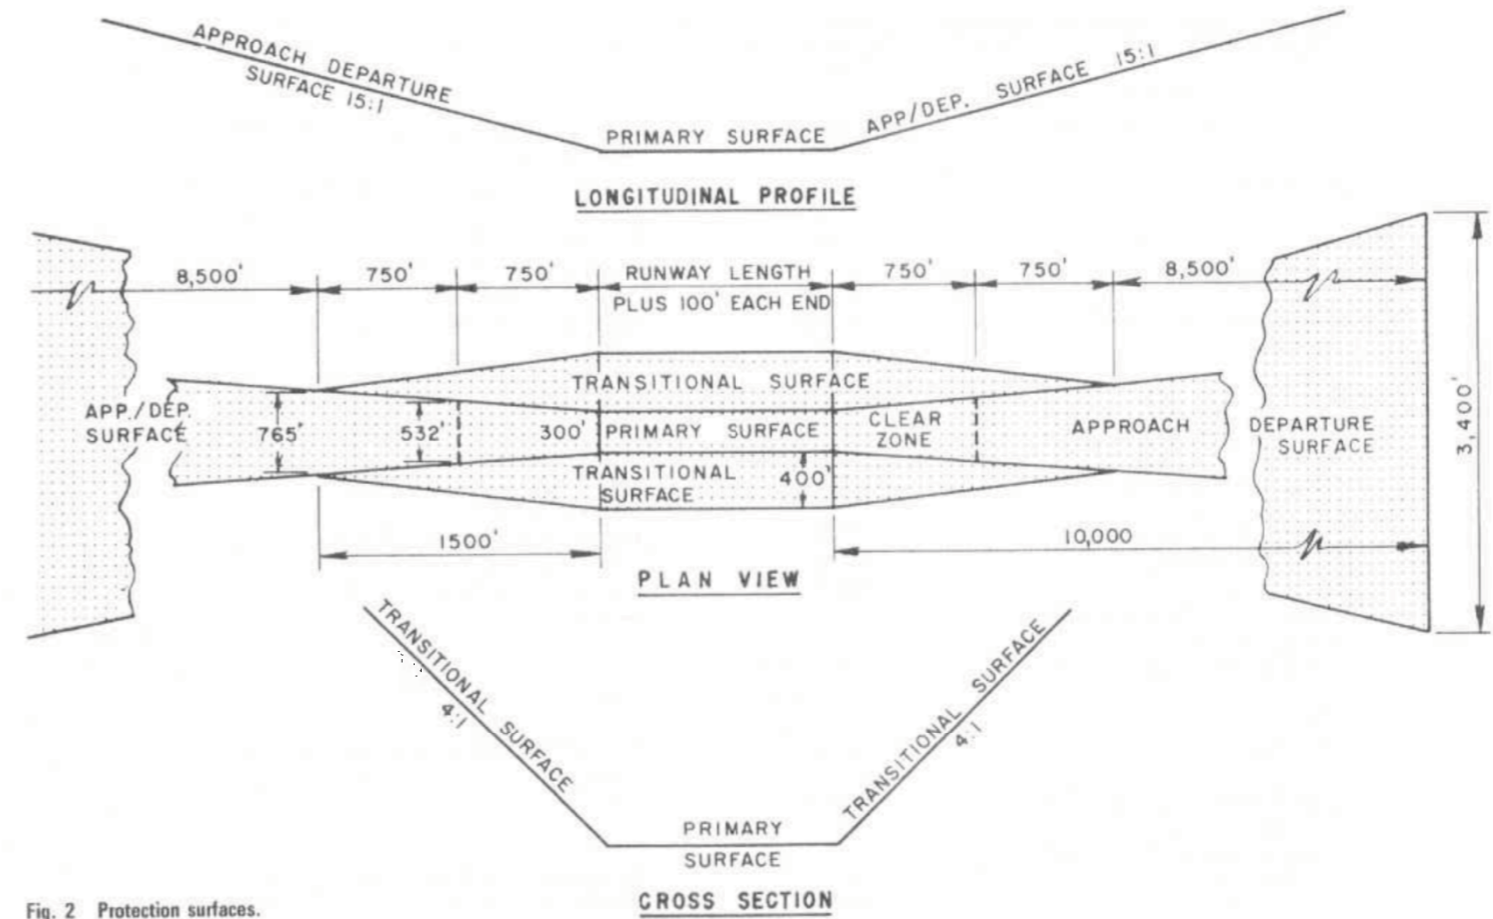 APPROACH DEPARTURE
SURFACE 15:1
APP/DEP. SURFACE 15:1
PRIMARY SURFACE
LONGITUDINAL PROFILE
8,500'
750'
750'
RUNWAY LENGTH
PLUS 100' EACH END
750'
750'
8,500'
TRANSITIONAL SURFACE
APP./DEP.
SURFACE
765'
532'
300'
PRIMARY SURFACE
CLEAR
ZONE
APPROACH
DEPARTURE
SURFACE
3,400'
TRANSITIONAL
SURFACE
400'
1500'
10,000
PLAN VIEW
TRANSITIONAL SURFACE
4:1
TRANSITIONAL SURFACE
4:1
PRIMARY
SURFACE
CROSS SECTION
Fig. 2 Protection surfaces.